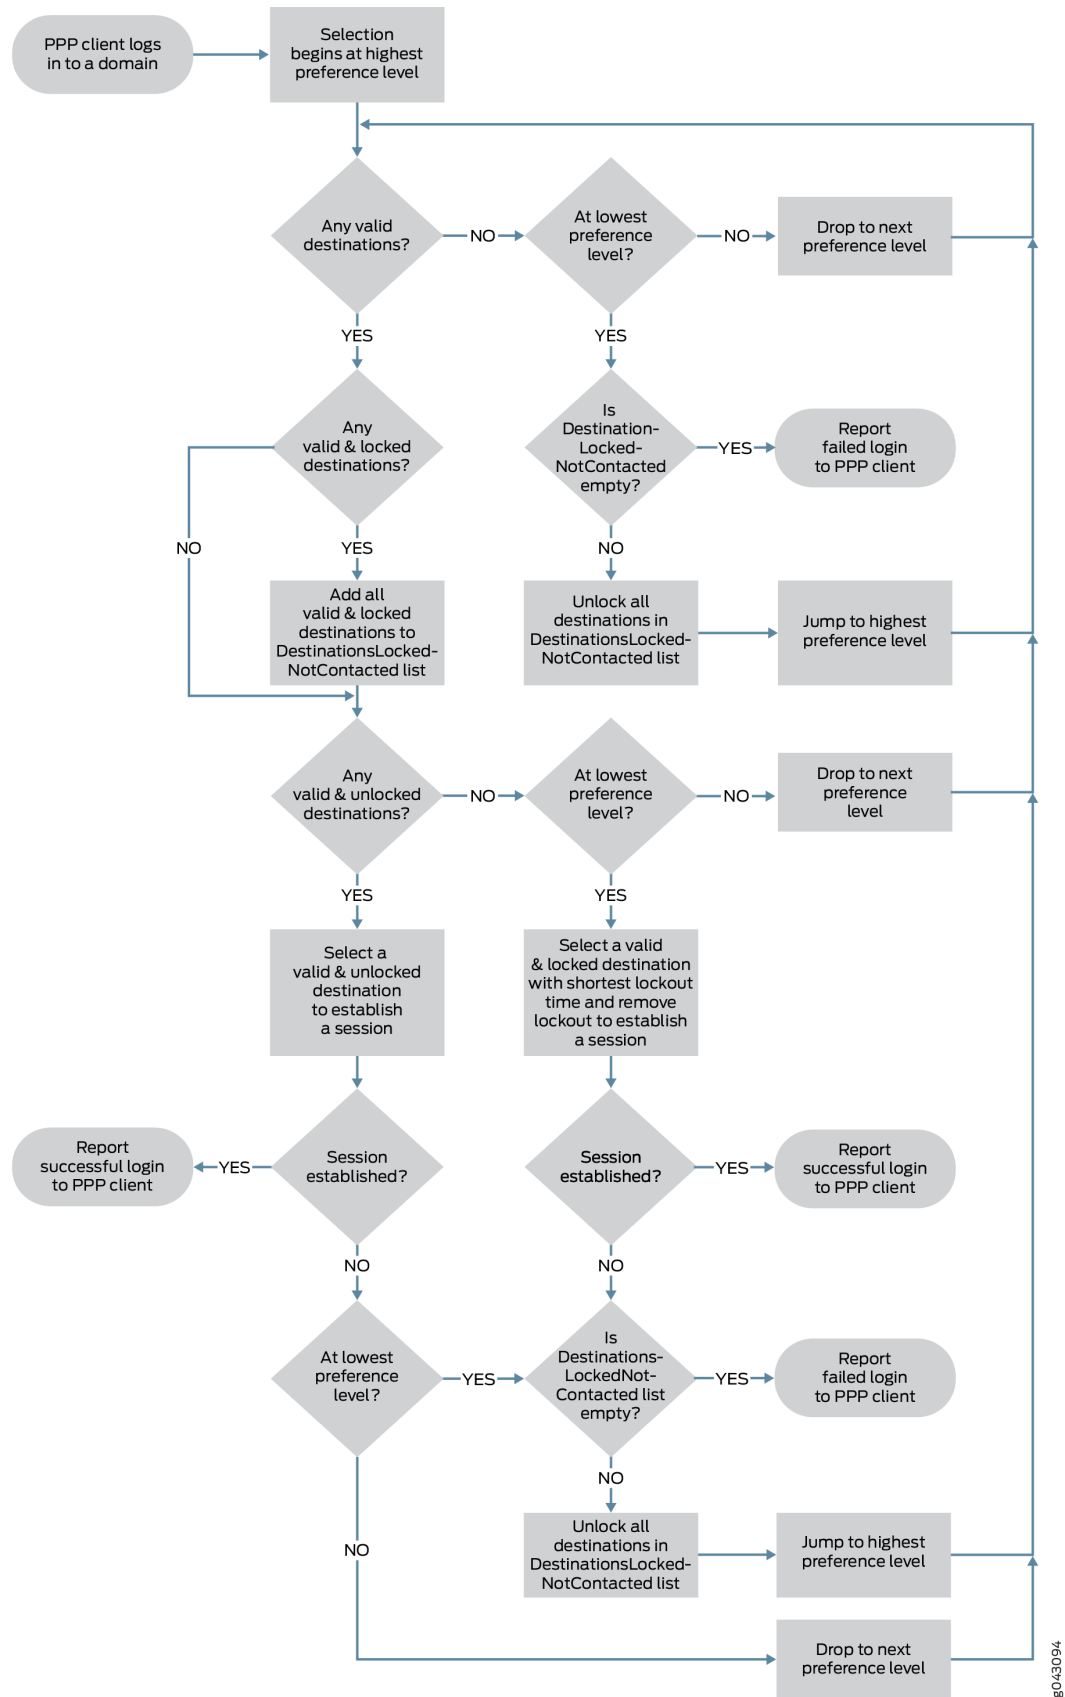 PPP client logs
in to a domain
Selection
begins at highest
preference level
Any valid
destinations?
NO
At lowest
preference
level?
NO
Drop to next
preference level
YES
YES
Any
valid & locked
destinations?
Is
Destination-
Locked-
NotContacted
empty?
YES
Report
failed login
to PPP client
NO
YES
NO
Add all
valid & locked
destinations to
DestinationsLocked-
NotContacted list
Unlock all
destinations in
DestinationsLocked-
NotContacted list
Jump to highest
preference level
Any
valid & unlocked
destinations?
NO
At lowest
preference
level?
NO
Drop to next
preference
level
YES
YES
Select a
valid & unlocked
destination
to establish
a session
Select a valid
& locked destination
with shortest lockout
time and remove
lockout to establish
a session
Report
successful login
to PPP client
YES
Session
established?
Session
established?
YES
Report
successful login
to PPP client
NO
NO
At lowest
preference
level?
YES
Is
Destinations-
LockedNot-
Contacted list
empty?
YES
Report
failed login
to PPP client
NO
NO
Unlock all
destinations in
DestinationsLocked-
NotContacted list
Jump to highest
preference level
Drop to next
preference level
g043094